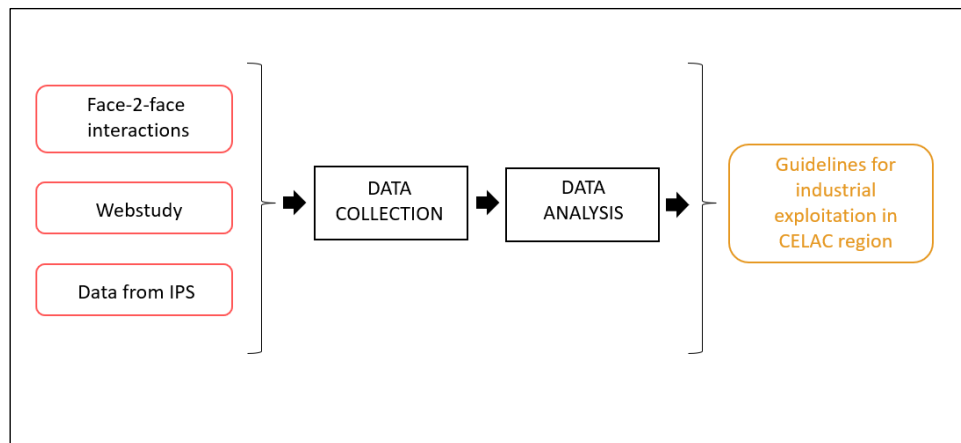 Face-2-face
interactions
Webstudy
Data from IPS
DATA
COLLECTION
DATA
ANALYSIS
Guidelines for
industrial
exploitation in
CELAC region